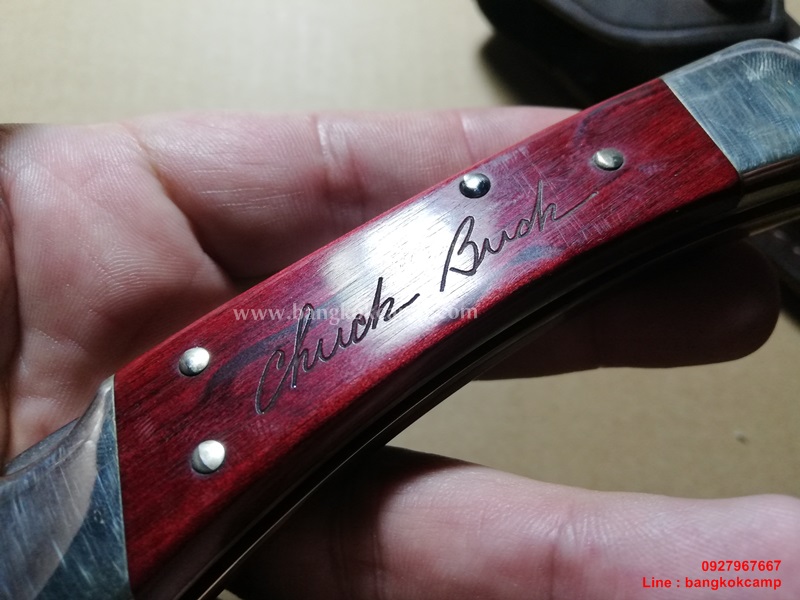 Chuck Buck
www.bangkokcamp.com
0927967667
Line : bangkokcamp